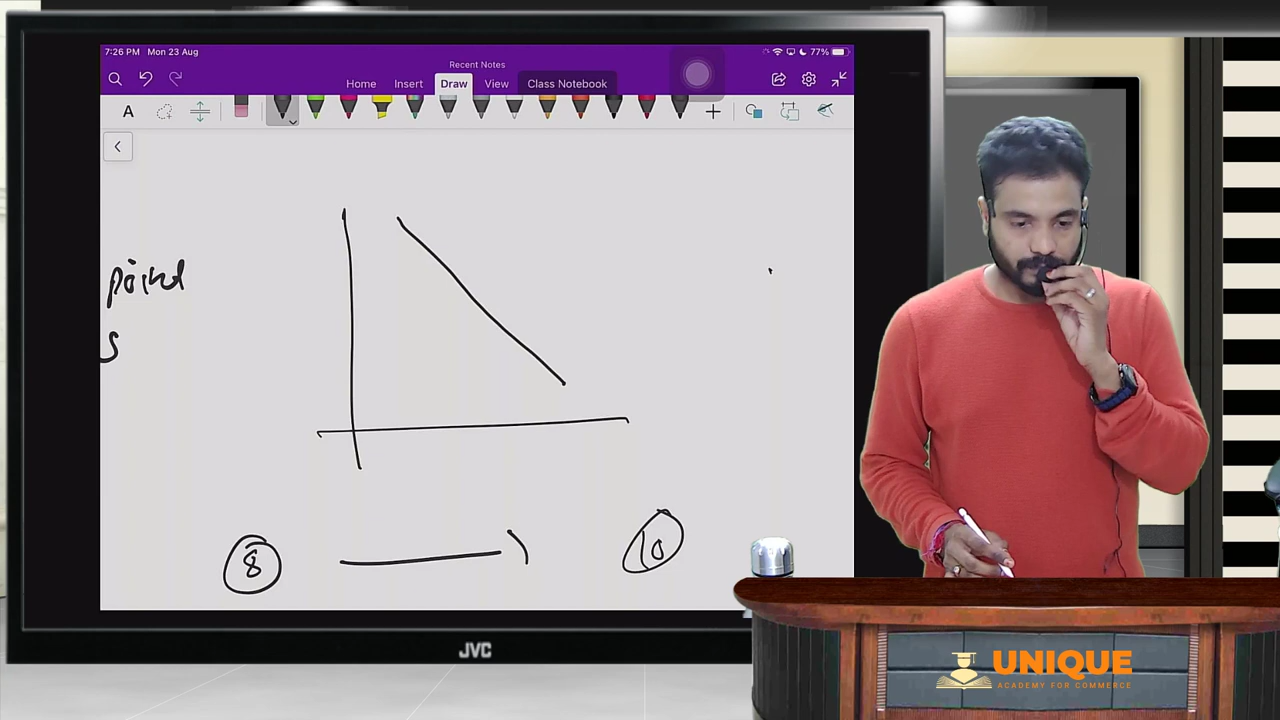 7:26 PM Mon 23 Aug
77%
Recent Notes
Home Insert Draw View Class Notebook
A
point
S
8
10
JVC
UNIQUE
ACADEMY FOR COMMERCE